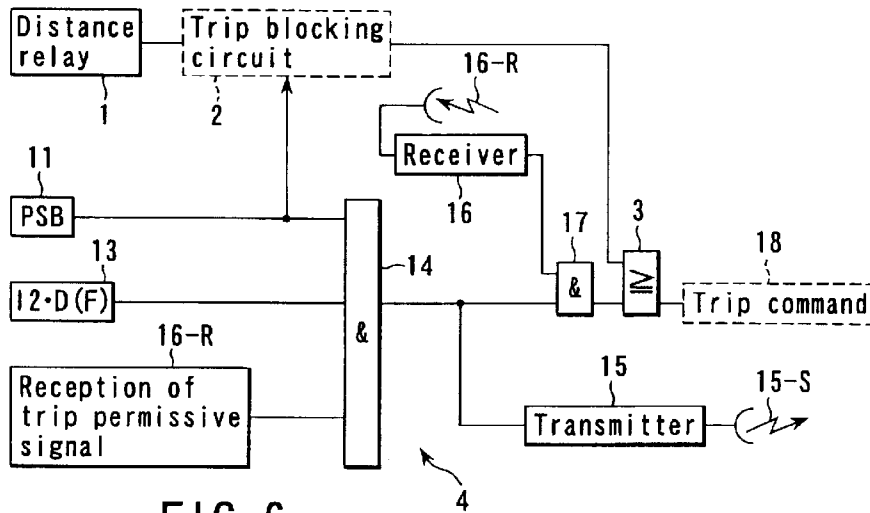 Distance
relay
1
Trip blocking
circuit
2
16-R
Receiver
16
11
PSB
13
I2·D(F)
16-R
Reception of
trip permissive
signal
14
&
17
&
3
≧
18
Trip command
15
Transmitter
15-S
4